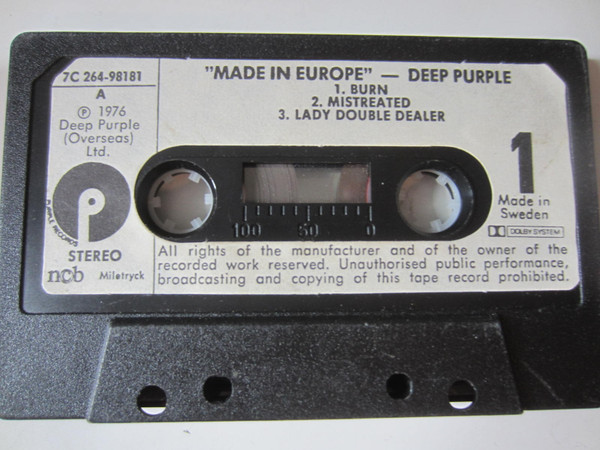 7C 264-98181
A
℗ 1976
Deep Purple
(Overseas)
Ltd.
"MADE IN EUROPE" — DEEP PURPLE
1. BURN
2. MISTREATED
3. LADY DOUBLE DEALER
1
Made in
Sweden
DOLBY SYSTEM
100 50 0
P
PURPLE RECORDS
STEREO
ncb Miletryck
All rights of the manufacturer and of the owner of the
recorded work reserved. Unauthorised public performance,
broadcasting and copying of this tape record prohibited.